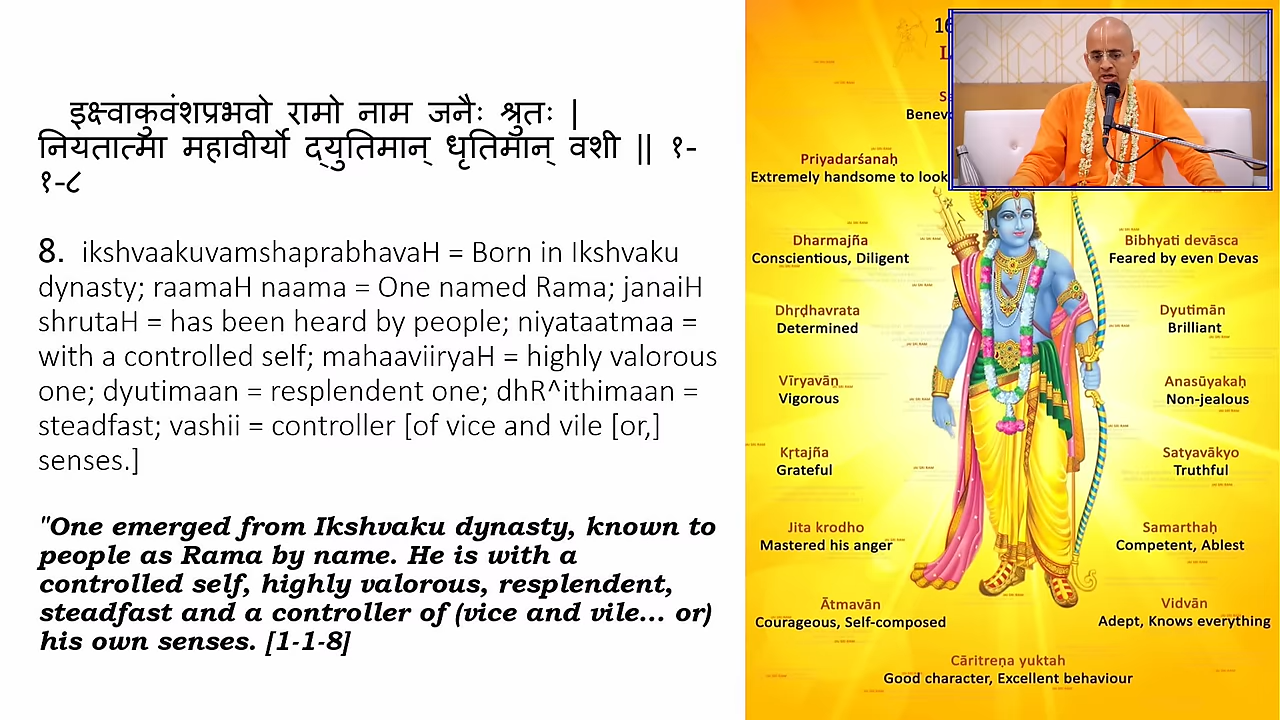 इक्ष्वाकुवंशप्रभवो रामो नाम जनैः श्रुतः |
नियतात्मा महावीर्यो द्युतिमान् धृतिमान् वशी || १-
१-८
8. ikshvaakuvamshaprabhavaH = Born in Ikshvaku
dynasty; raamaH naama = One named Rama; janaiH
shrutaH = has been heard by people; niyataatmaa =
with a controlled self; mahaaviiryaH = highly valorous
one; dyutimaan = resplendent one; dhR^ithimaan =
steadfast; vashii = controller [of vice and vile [or,]
senses.]
"One emerged from Ikshvaku dynasty, known to
people as Rama by name. He is with a
controlled self, highly valorous, resplendent,
steadfast and a controller of (vice and vile... or)
his own senses. [1-1-8]
16
Priyadarśanaḥ
Extremely handsome to look
Dharmajña
Conscientious, Diligent
Dhṛḍhavrata
Determined
Vīryavān
Vigorous
Kṛtajña
Grateful
Jita krodho
Mastered his anger
Ātmavān
Courageous, Self-composed
Bibhyati devāsca
Feared by even Devas
Dyutimān
Brilliant
Anasūyakaḥ
Non-jealous
Satyavākyo
Truthful
Samarthaḥ
Competent, Ablest
Vidvān
Adept, Knows everything
Cāritreṇa yuktah
Good character, Excellent behaviour